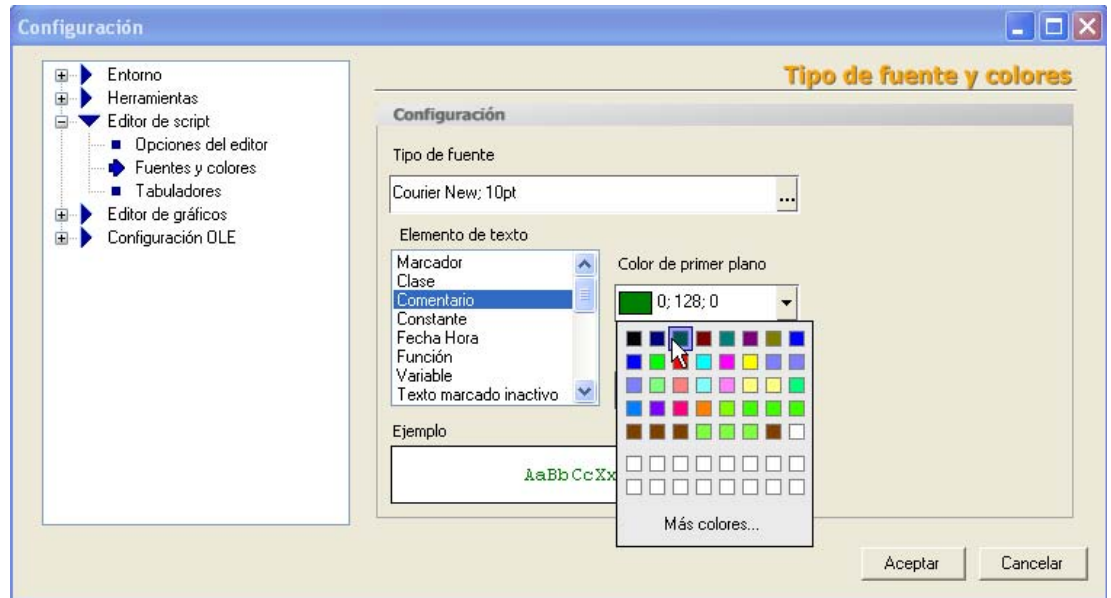 Configuración
Entorno
Herramientas
Editor de script
Opciones del editor
Fuentes y colores
Tabuladores
Editor de gráficos
Configuración OLE
Tipo de fuente y colores
Configuración
Tipo de fuente
Courier New; 10pt
...
Elemento de texto
Marcador
Clase
Comentario
Constante
Fecha Hora
Función
Variable
Texto marcado inactivo
Color de primer plano
0; 128; 0
Más colores...
Ejemplo
AaBbCcXx
Aceptar
Cancelar